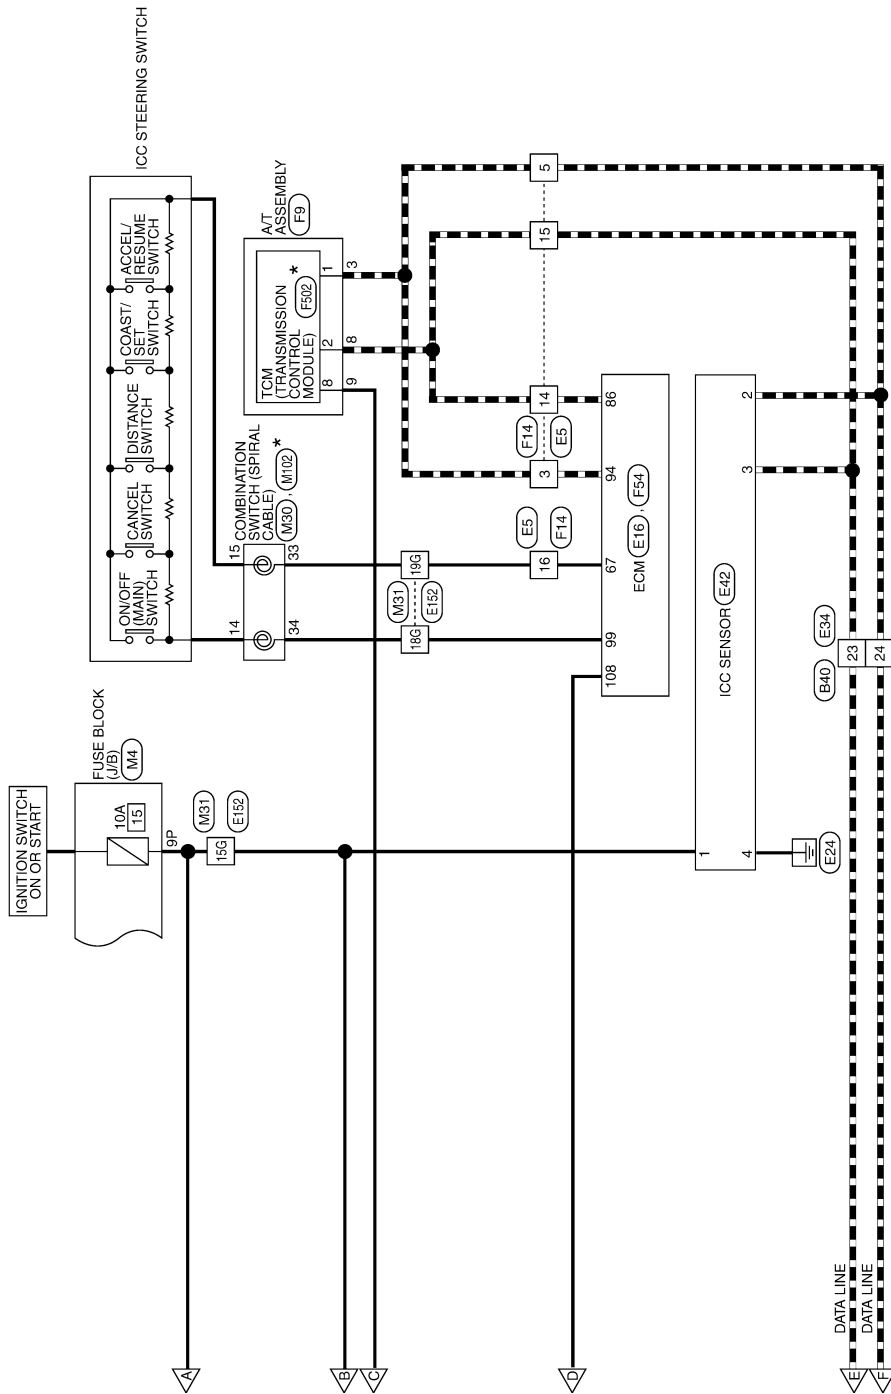 ICC STEERING SWITCH
ON/OFF
(MAIN)
SWITCH
CANCEL
SWITCH
DISTANCE
SWITCH
COAST/
SET
SWITCH
ACCEL/
RESUME
SWITCH
IGNITION SWITCH
ON OR START
FUSE BLOCK
(J/B)
M4
10A
15
9P
M31
E152
15G
COMBINATION
SWITCH (SPIRAL
CABLE)
M30 , M102 *
14
15
34
33
M31
E152
18G
19G
A/T
ASSEMBLY
F9
TCM
(TRANSMISSION
CONTROL
MODULE)
F502 *
8
2
1
9
8
3
E5
F14
16
F14
E5
3
14
15
5
108
99
67
94
86
ECM E16 , F54
ICC SENSOR E42
1
4
3
2
E24
B40
E34
23
24
DATA LINE
DATA LINE
A
B
C
D
E
F